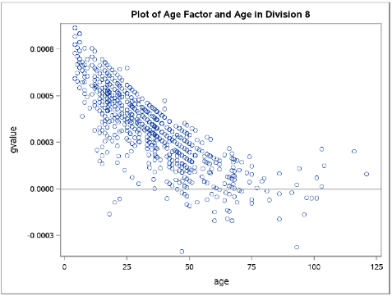 Plot of Age Factor and Age in Division 8
0.0008
0.0005
0.0003
0.0000
-0.0003
gvalue
0 25 50 75 100 125
age